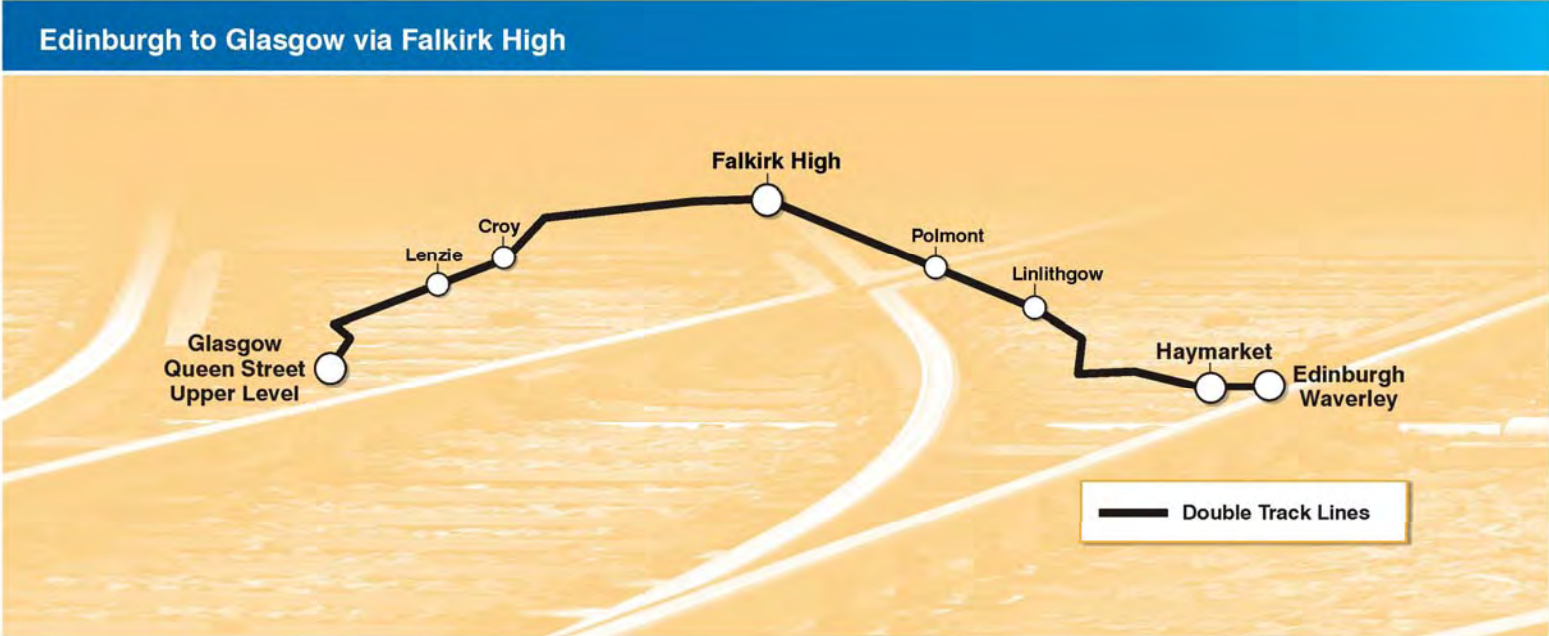 Edinburgh to Glasgow via Falkirk High
Falkirk High
Croy
Lenzie
Polmont
Linlithgow
Glasgow
Queen Street
Upper Level
Haymarket
Edinburgh
Waverley
Double Track Lines